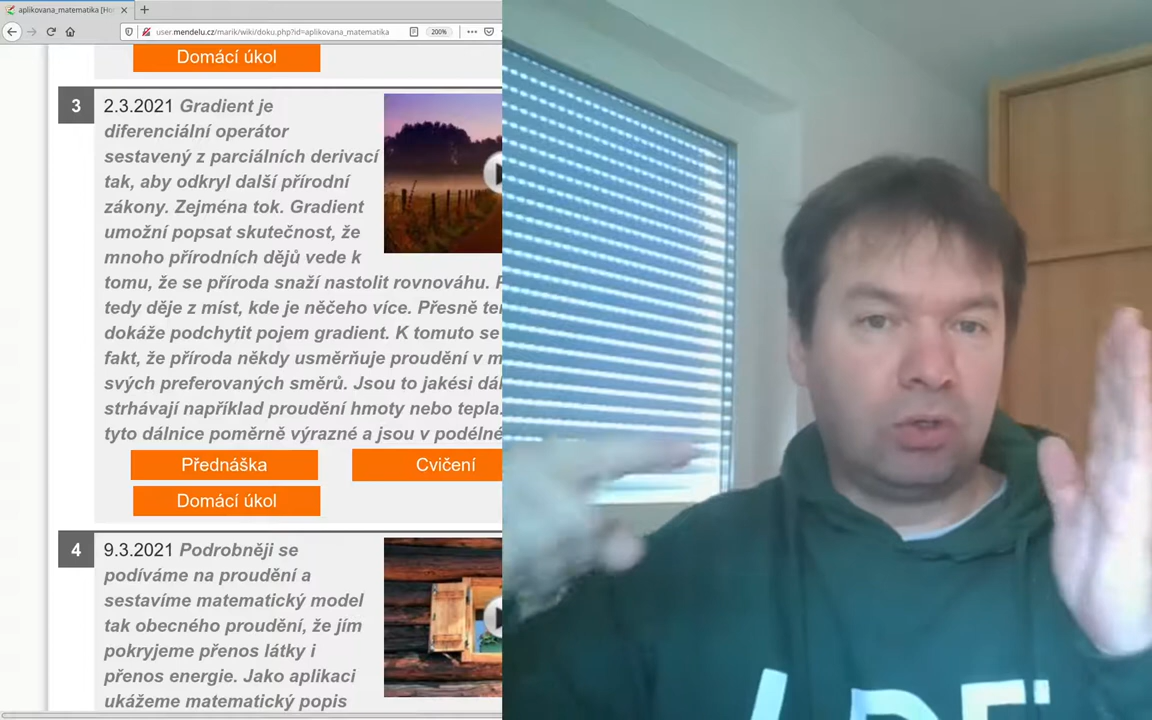 aplikovana_matematika [Ho
user.mendelu.cz/marik/wiki/doku.php?id=aplikovana_matematika
200%
Domácí úkol
3
2.3.2021 Gradient je
diferenciální operátor
sestavený z parciálních derivací
tak, aby odkryl další přírodní
zákony. Zejména tok. Gradient
umožní popsat skutečnost, že
mnoho přírodních dějů vede k
tomu, že se příroda snaží nastolit rovnováhu.
tedy děje z míst, kde je něčeho více. Přesně
dokáže podchytit pojem gradient. K tomuto se
fakt, že příroda někdy usměrňuje proudění v
svých preferovaných směrů. Jsou to jakési
strhávají například proudění hmoty nebo tepla.
tyto dálnice poměrně výrazné a jsou v podélné
Přednáška
Cvičení
Domácí úkol
4
9.3.2021 Podrobněji se
podíváme na proudění a
sestavíme matematický model
tak obecného proudění, že jím
pokryjeme přenos látky i
přenos energie. Jako aplikaci
ukážeme matematický popis